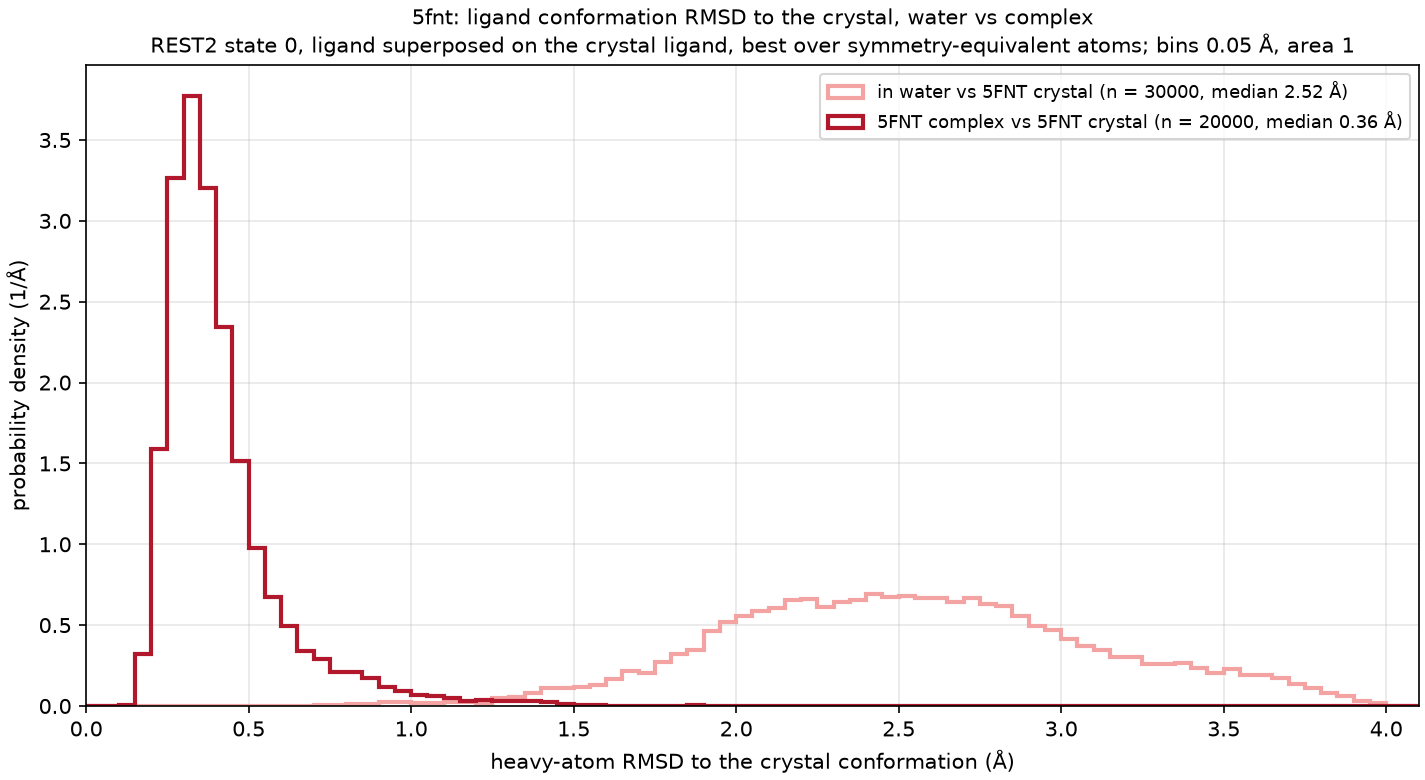 5fnt: ligand conformation RMSD to the crystal, water vs complex
REST2 state 0, ligand superposed on the crystal ligand, best over symmetry-equivalent atoms; bins 0.05 Å, area 1
in water vs 5FNT crystal (n = 30000, median 2.52 Å)
5FNT complex vs 5FNT crystal (n = 20000, median 0.36 Å)
probability density (1/Å)
3.5
3.0
2.5
2.0
1.5
1.0
0.5
0.0
0.0 0.5 1.0 1.5 2.0 2.5 3.0 3.5 4.0
heavy-atom RMSD to the crystal conformation (Å)